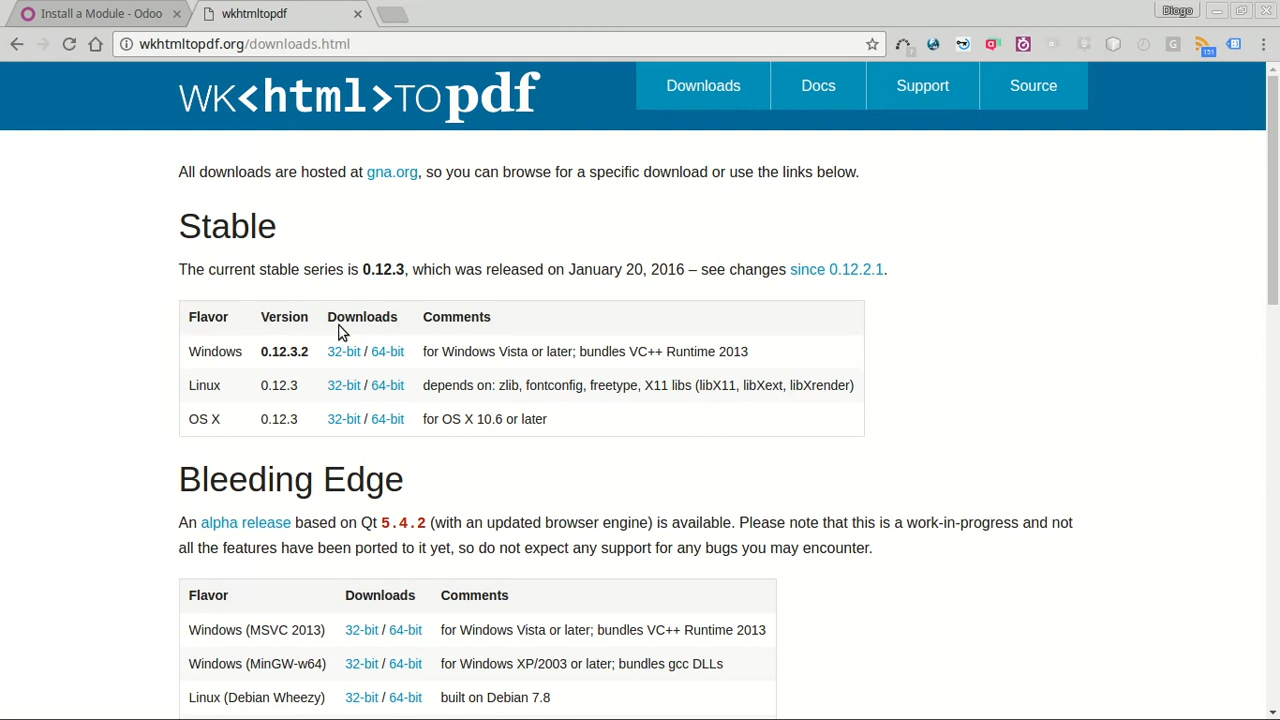 Install a Module - Odoo
wkhtmltopdf
Diogo
wkhtmltopdf.org/downloads.html
151
G
WK<html>TOpdf
Downloads Docs Support Source
All downloads are hosted at gna.org, so you can browse for a specific download or use the links below.
Stable
The current stable series is 0.12.3, which was released on January 20, 2016 – see changes since 0.12.2.1.
Flavor Version Downloads Comments
Windows 0.12.3.2 32-bit / 64-bit for Windows Vista or later; bundles VC++ Runtime 2013
Linux 0.12.3 32-bit / 64-bit depends on: zlib, fontconfig, freetype, X11 libs (libX11, libXext, libXrender)
OS X 0.12.3 32-bit / 64-bit for OS X 10.6 or later
Bleeding Edge
An alpha release based on Qt 5.4.2 (with an updated browser engine) is available. Please note that this is a work-in-progress and not
all the features have been ported to it yet, so do not expect any support for any bugs you may encounter.
Flavor Downloads Comments
Windows (MSVC 2013) 32-bit / 64-bit for Windows Vista or later; bundles VC++ Runtime 2013
Windows (MinGW-w64) 32-bit / 64-bit for Windows XP/2003 or later; bundles gcc DLLs
Linux (Debian Wheezy) 32-bit / 64-bit built on Debian 7.8